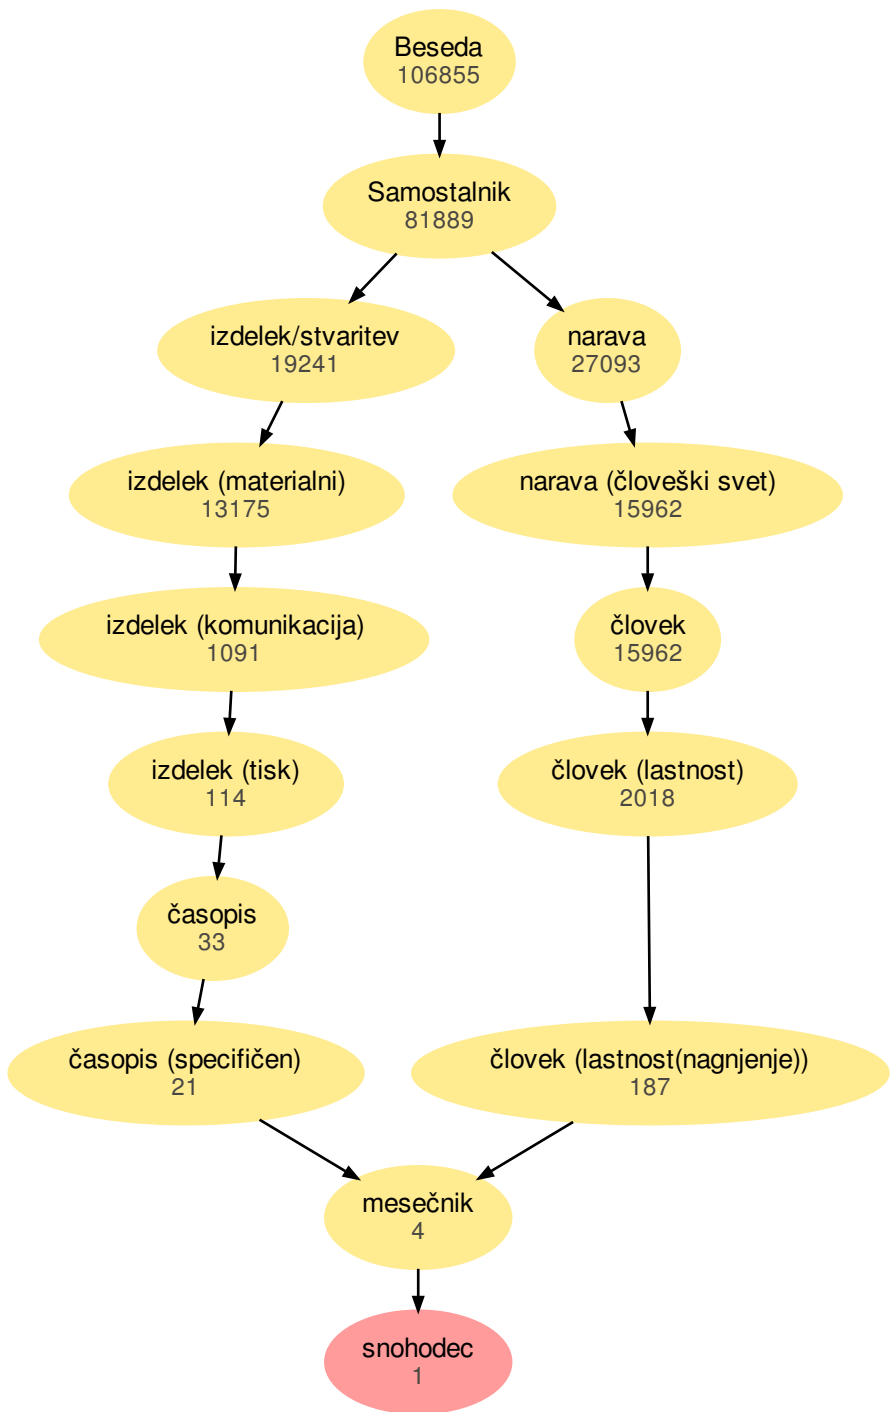 Beseda
106855
Samostalnik
81889
izdelek/stvaritev
19241
narava
27093
izdelek (materialni)
13175
narava (človeški svet)
15962
izdelek (komunikacija)
1091
človek
15962
izdelek (tisk)
114
človek (lastnost)
2018
časopis
33
časopis (specifičen)
21
človek (lastnost(nagnjenje))
187
mesečnik
4
snohodec
1